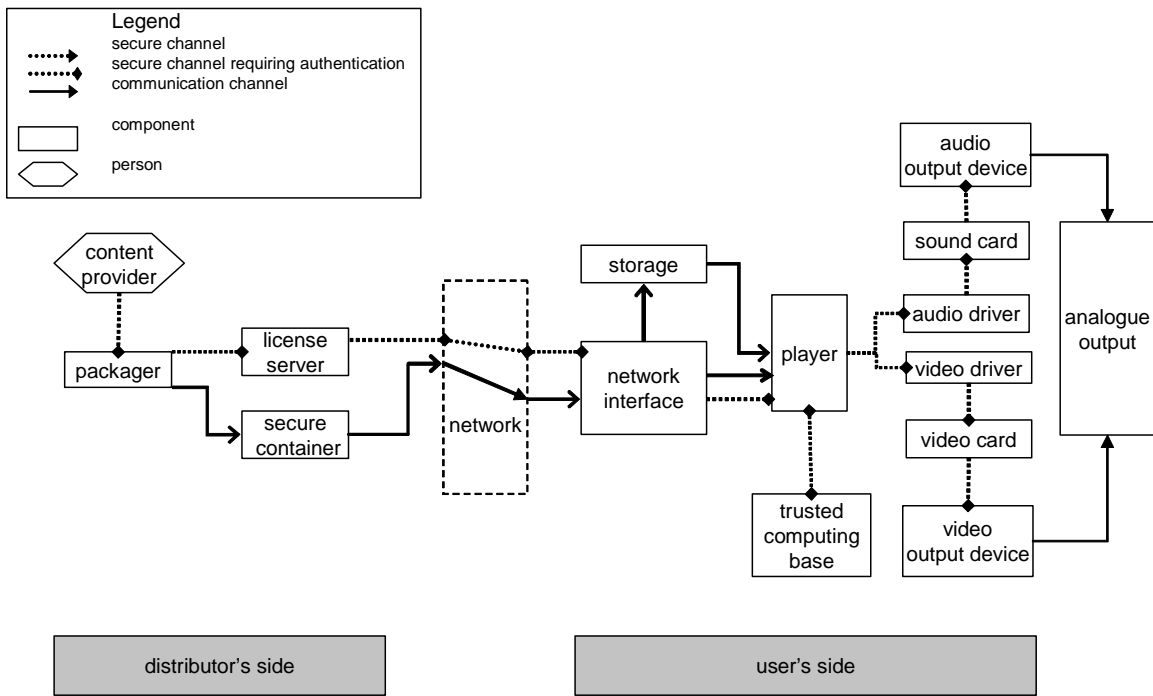 Legend
secure channel
secure channel requiring authentication
communication channel
component
person
content
provider
packager
license
server
secure
container
network
storage
network
interface
player
trusted
computing
base
audio
output device
sound card
audio driver
video driver
video card
video
output device
analogue
output
distributor's side
user's side